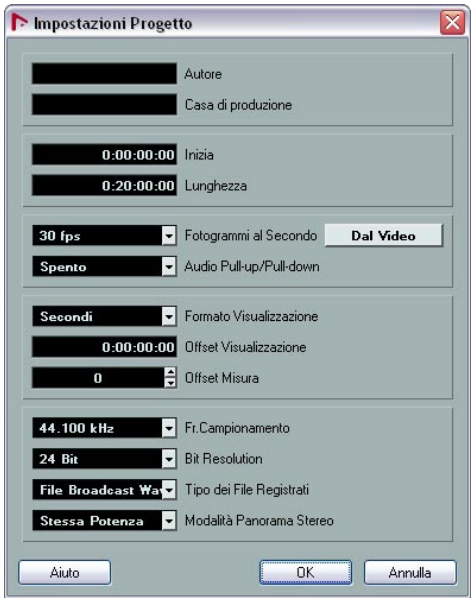 Impostazioni Progetto
Autore
Casa di produzione
0:00:00:00 Inizia
0:20:00:00 Lunghezza
30 fps Fotogrammi al Secondo Dal Video
Spento Audio Pull-up/Pull-down
Secondi Formato Visualizzazione
0:00:00:00 Offset Visualizzazione
0 Offset Misura
44.100 kHz Fr.Campionamento
24 Bit Bit Resolution
File Broadcast Wav Tipo dei File Registrati
Stessa Potenza Modalità Panorama Stereo
Aiuto OK Annulla